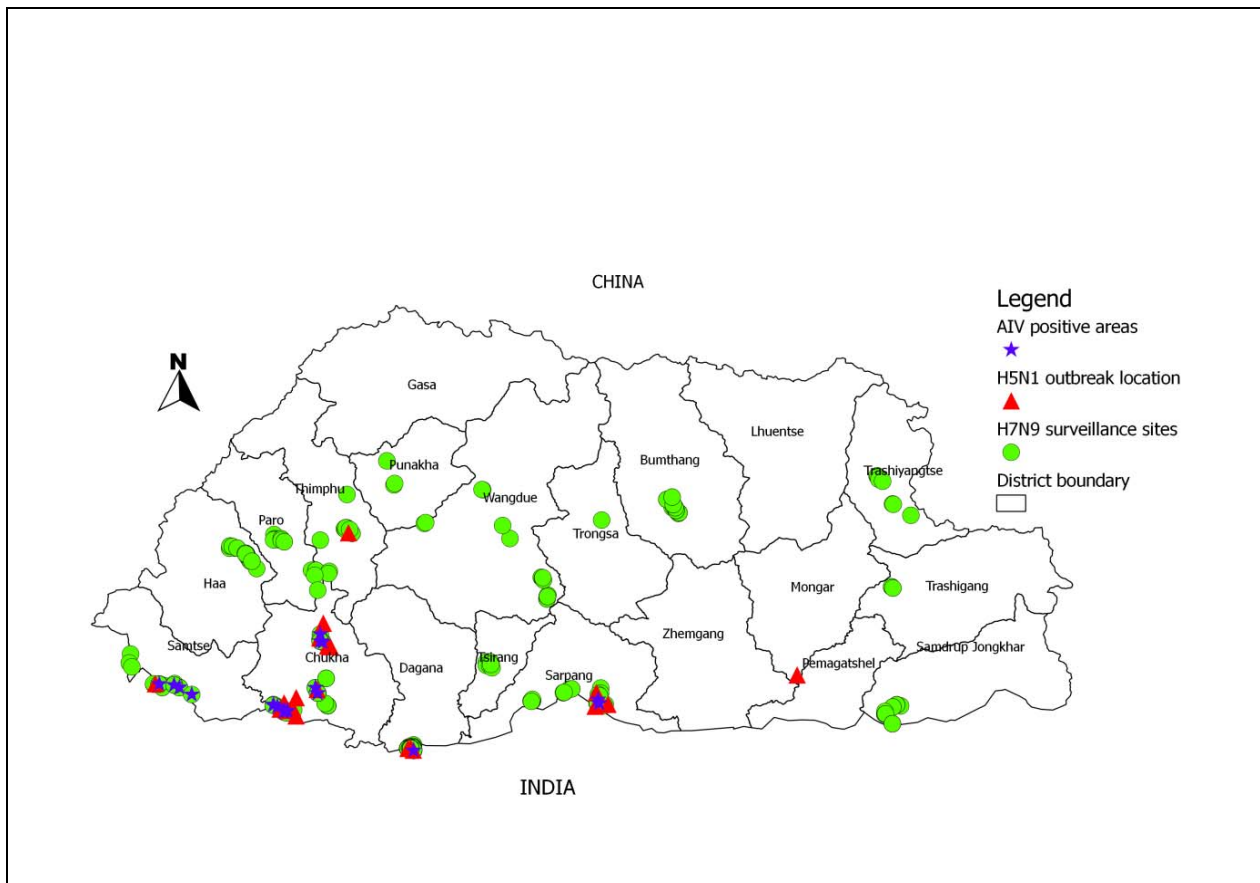 CHINA
Legend
AIV positive areas
H5N1 outbreak location
H7N9 surveillance sites
District boundary
N
Gasa
Lhuentse
Bumthang
Punakha
Trashiyangtse
Thimphu
Wangdue
Paro
Trongsa
Haa
Mongar
Trashigang
Zhemgang
Samtse
Chukha
Dagana
Tsirang
Sarpang
Pemagatshel
Samdrup Jongkhar
INDIA